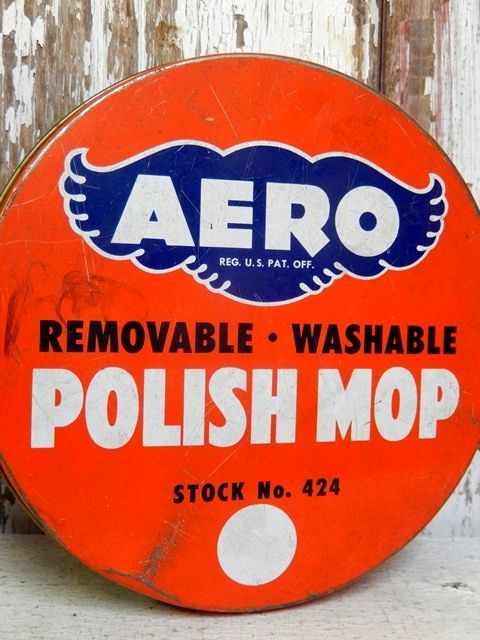 AERO
REG. U.S. PAT. OFF.
REMOVABLE • WASHABLE
POLISH MOP
STOCK No. 424